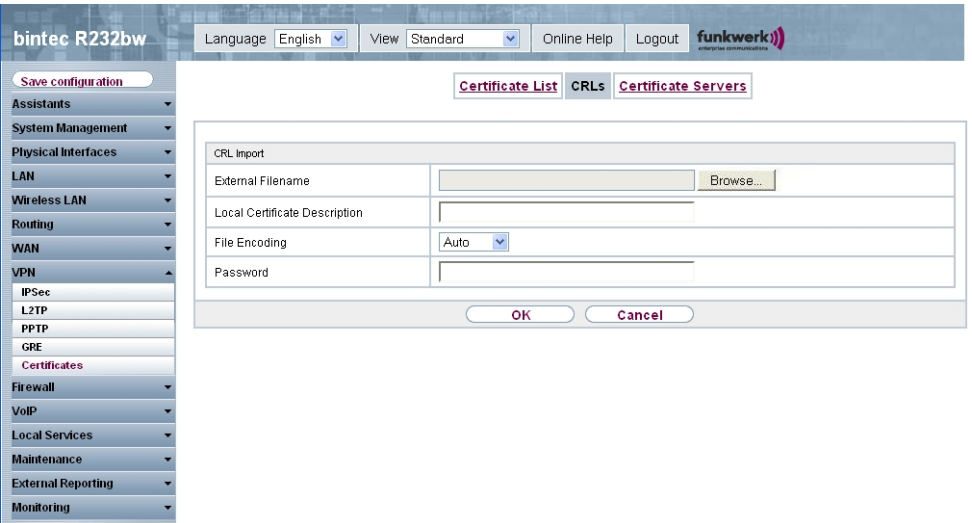 bintec R232bw
Language English View Standard Online Help Logout funkwerk
enterprise communications
Save configuration
Assistants
System Management
Physical Interfaces
LAN
Wireless LAN
Routing
WAN
VPN
IPSec
L2TP
PPTP
GRE
Certificates
Firewall
VoIP
Local Services
Maintenance
External Reporting
Monitoring
Certificate List CRLs Certificate Servers
CRL Import
External Filename Browse...
Local Certificate Description
File Encoding Auto
Password
OK Cancel